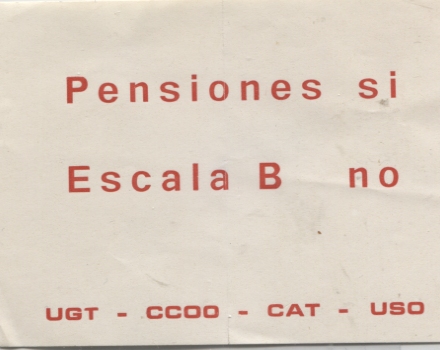 Pensiones si
Escala B no
UGT - CCOO - CAT - USO